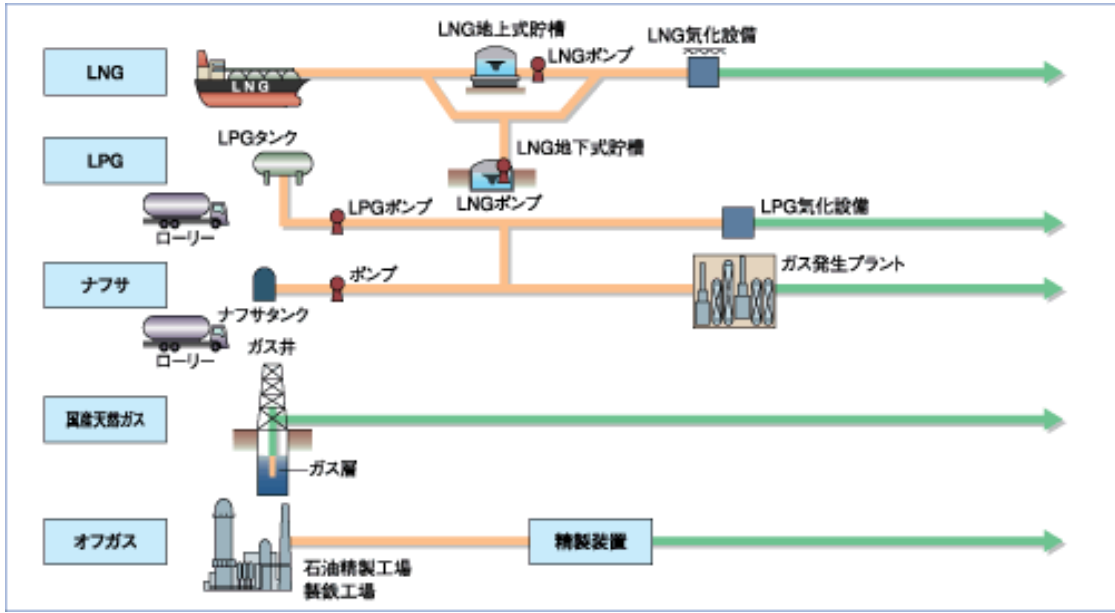 LNG地上式貯槽
LNGポンプ
LNG気化設備
LNG
LNG
LPGタンク
LNG地下式貯槽
LPG
LPGポンプ
LNGポンプ
LPG気化設備
ローリー
ナフサ
ポンプ
ガス発生プラント
ナフサタンク
ローリー
ガス井
国産天然ガス
ガス層
オフガス
精製装置
石油精製工場
製鉄工場